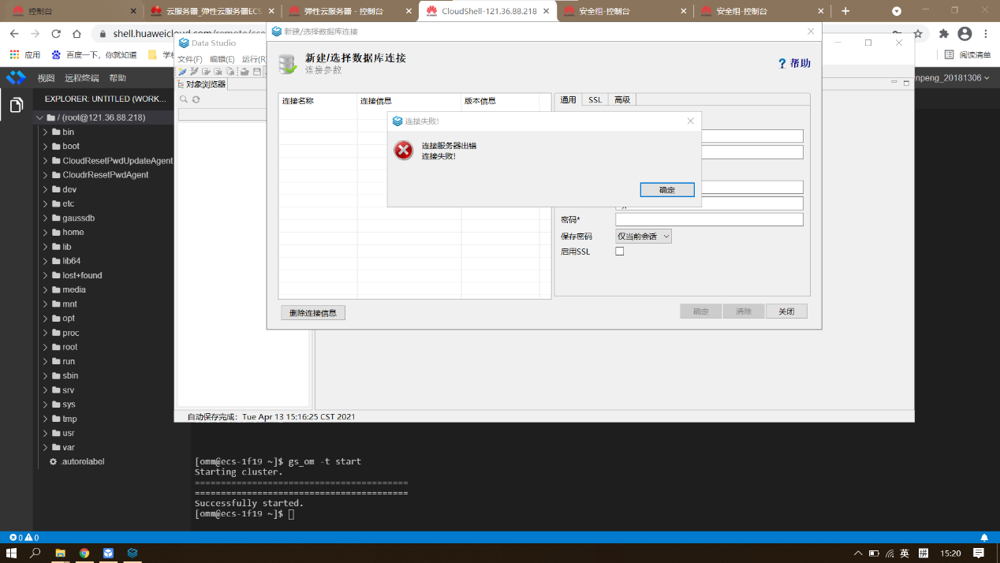 控制台
云服务器_弹性云服务器ECS
弹性云服务器 - 控制台
CloudShell-121.36.88.218
安全组-控制台
安全组-控制台
shell.huaweicloud.com/remote/
应用
百度一下，你就知道
阅读清单
视图
远程终端
帮助
npeng_20181306
EXPLORER: UNTITLED (WORK...
/ (root@121.36.88.218)
bin
boot
CloudResetPwdUpdateAgent
CloudrResetPwdAgent
dev
etc
gaussdb
home
lib
lib64
lost+found
media
mnt
opt
proc
root
run
sbin
srv
sys
tmp
usr
var
.autorelabel
Data Studio
文件(F) 编辑(E) 运行(R
对象浏览器
自动保存完成：Tue Apr 13 15:16:25 CST 2021
新建/选择数据库连接
新建/选择数据库连接
连接参数
帮助
连接名称
连接信息
版本信息
通用
SSL
高级
密码*
保存密码
仅当前会话
启用SSL
删除连接信息
确定
清除
关闭
连接失败!
连接服务器出错
连接失败!
确定
[omm@ecs-1f19 ~]$ gs_om -t start
Starting cluster.
=========================================
=========================================
Successfully started.
[omm@ecs-1f19 ~]$
0
0
英
拼
15:20